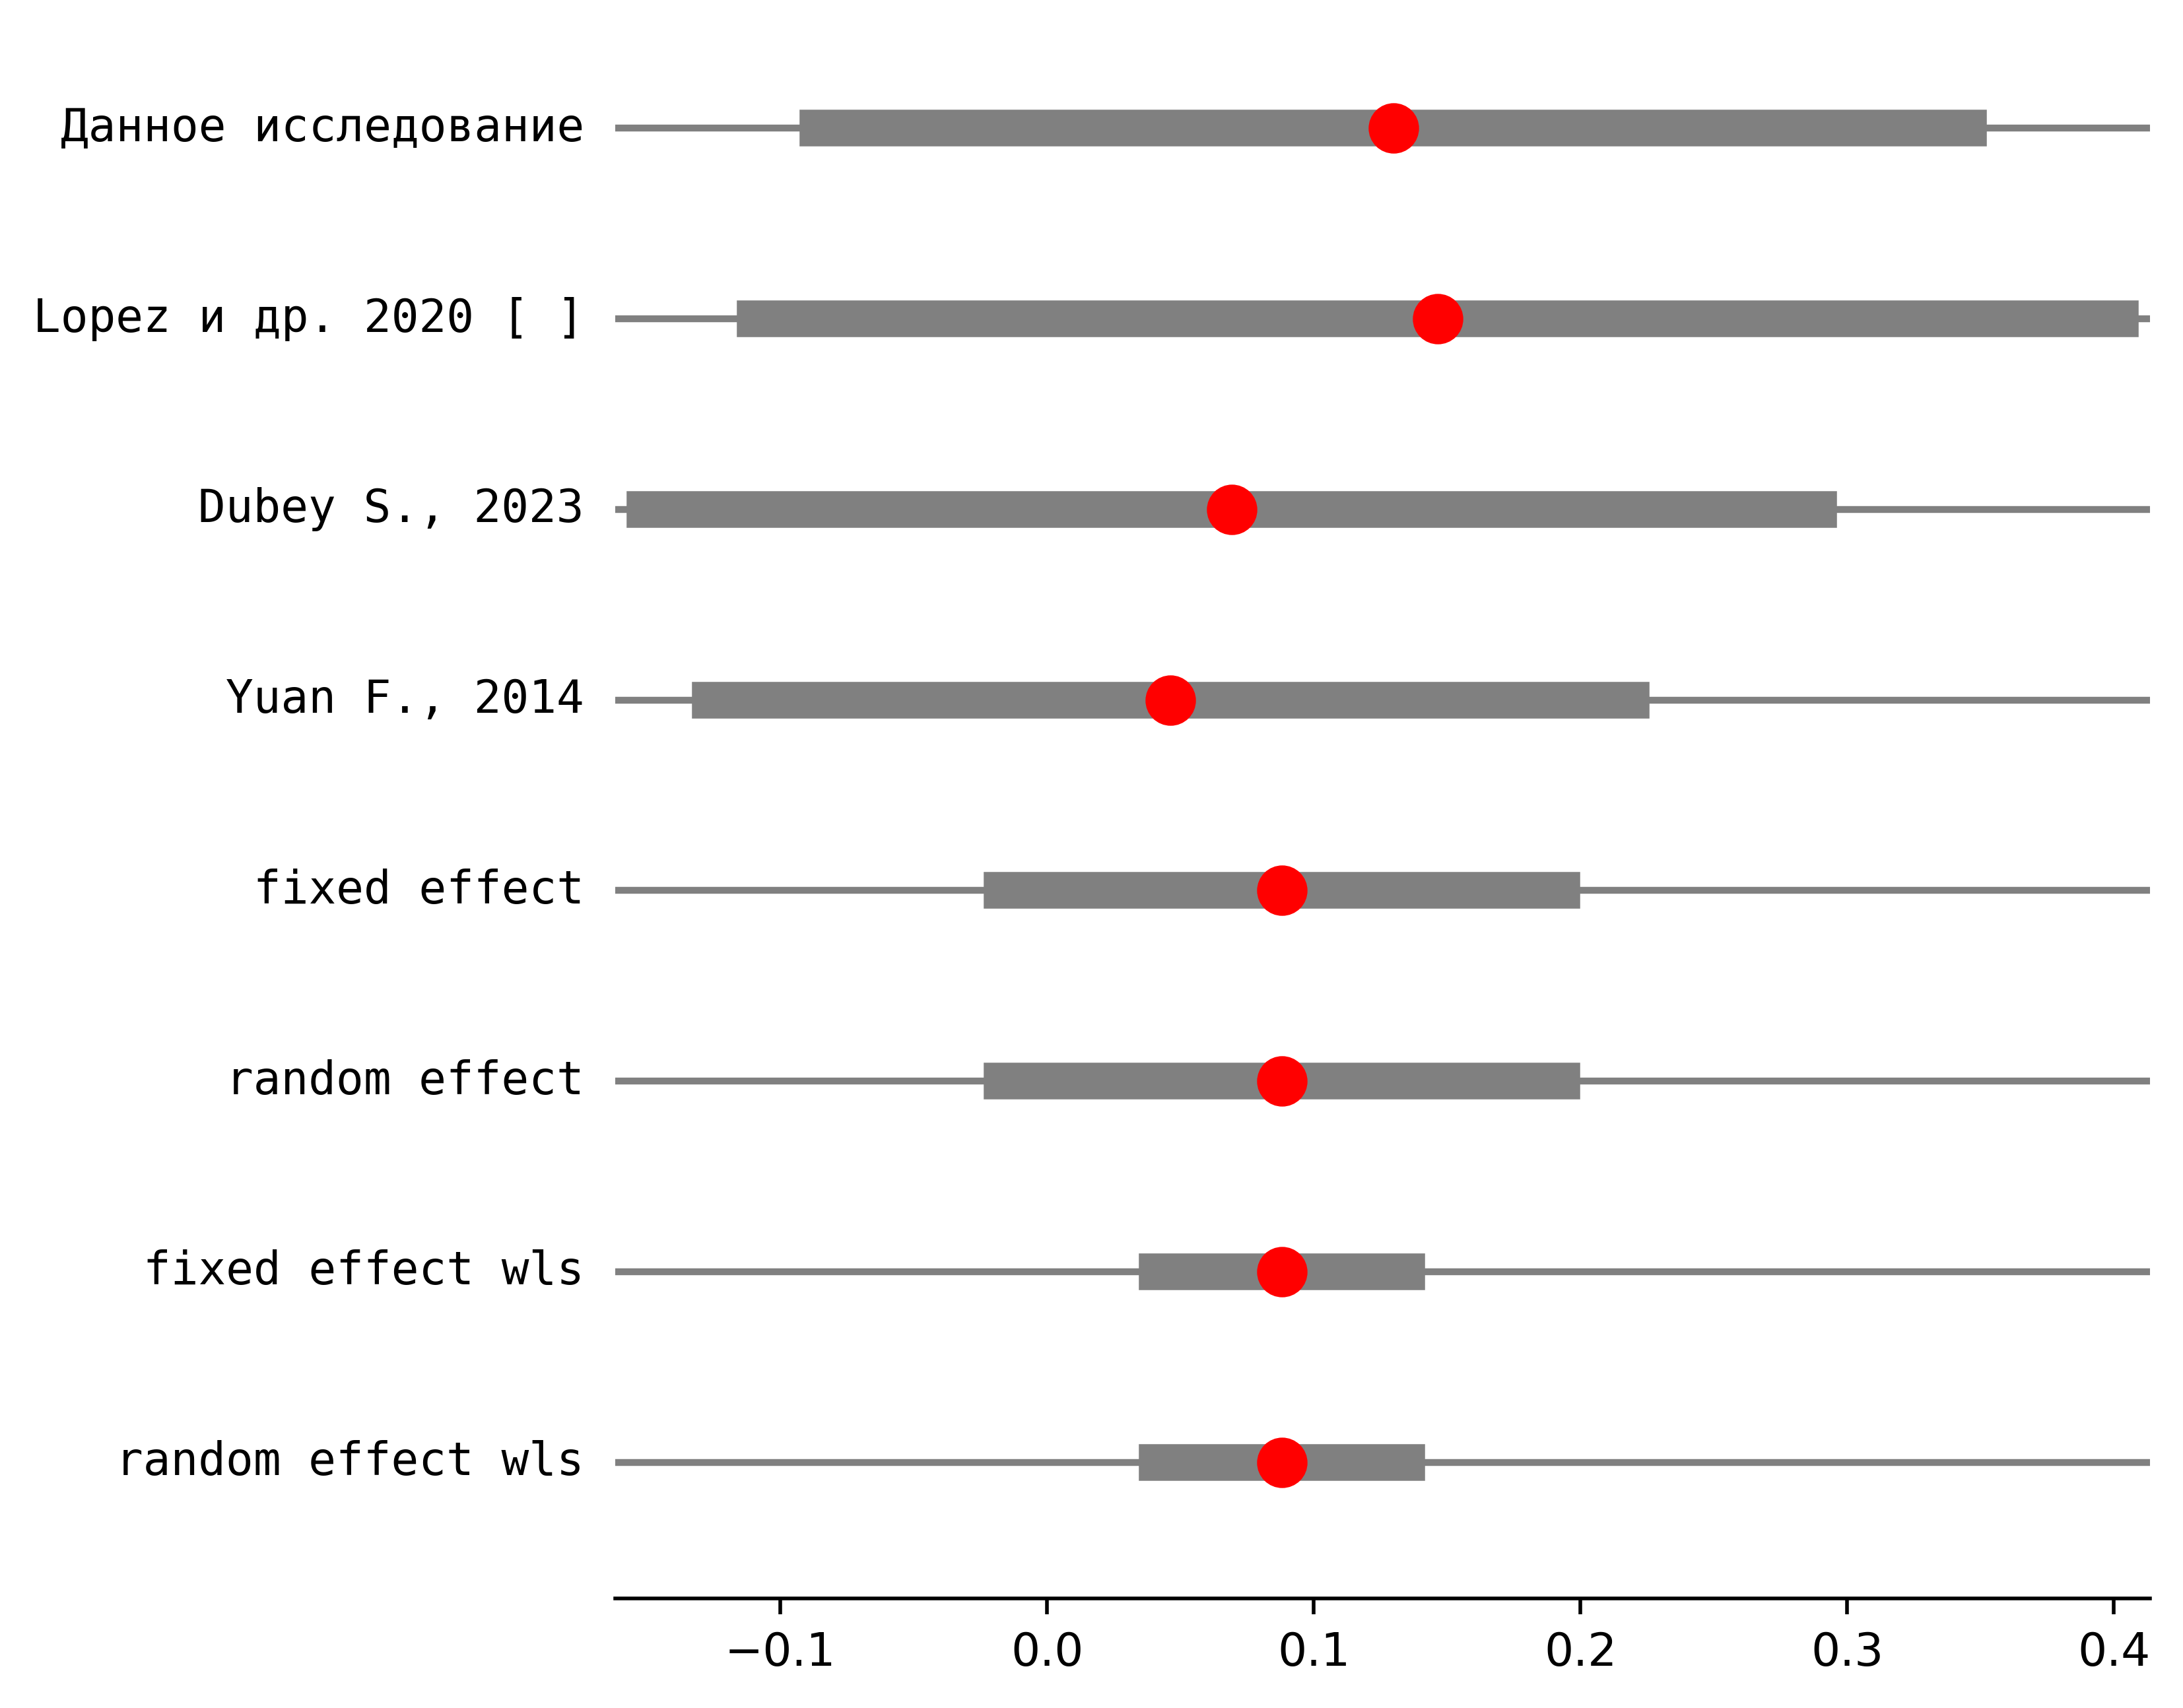 Данное исследование
Lopez и др. 2020 [ ]
Dubey S., 2023
Yuan F., 2014
fixed effect
random effect
fixed effect wls
random effect wls
−0.1 0.0 0.1 0.2 0.3 0.4